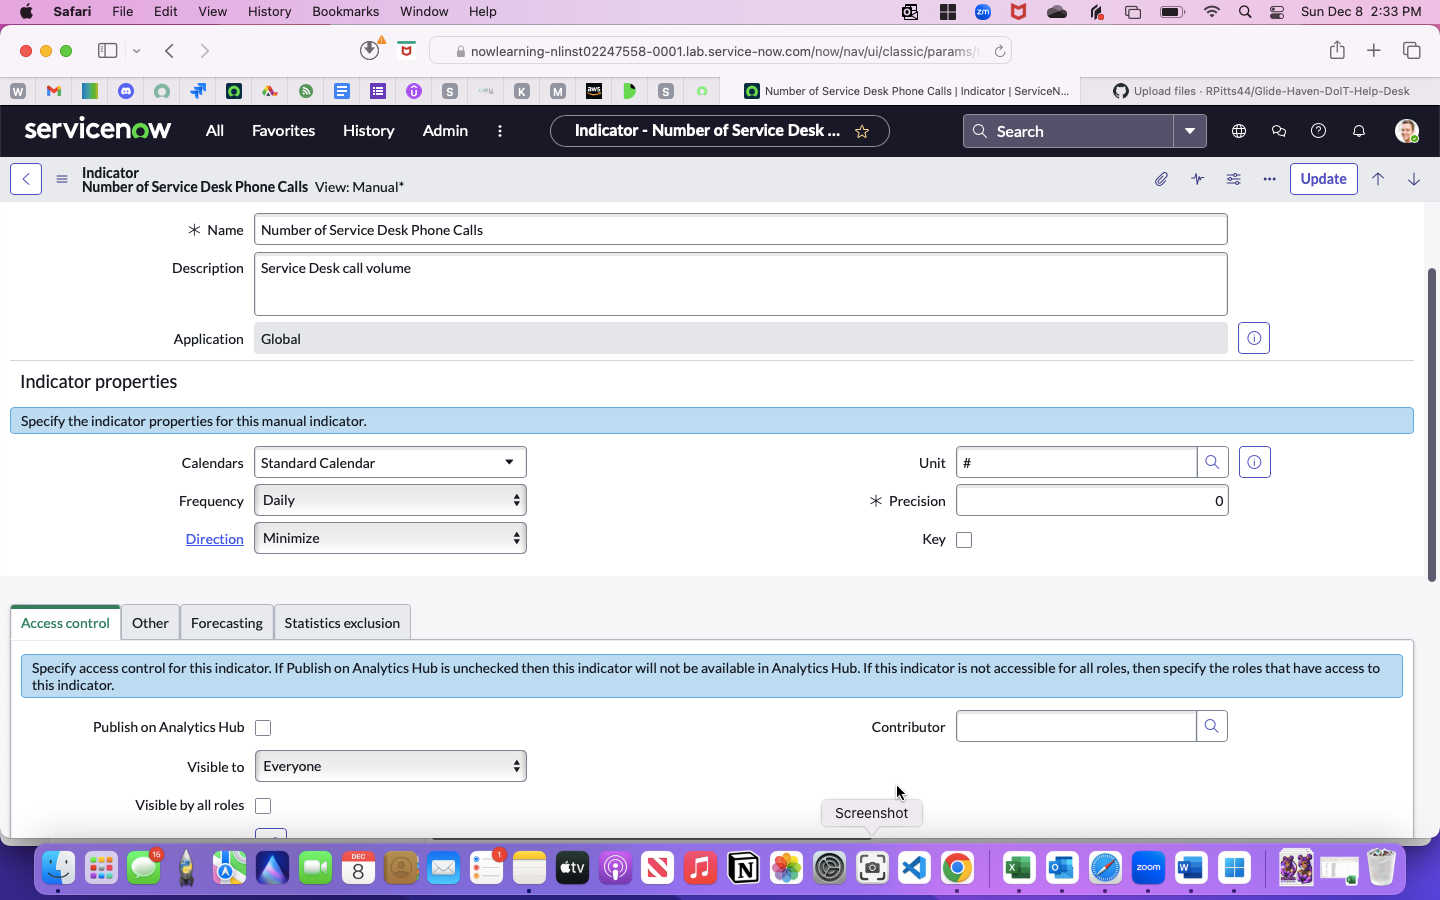 Safari File Edit View History Bookmarks Window Help zm Sun Dec 8 2:33 PM
nowlearning-nlinst02247558-0001.lab.service-now.com/now/nav/ui/classic/params/
W S K M aws S Number of Service Desk Phone Calls | Indicator | ServiceN... Upload files · RPitts44/Glide-Haven-DoIT-Help-Desk
servicenow All Favorites History Admin Indicator - Number of Service Desk ... Search
Indicator
Number of Service Desk Phone Calls View: Manual*
Update
Name Number of Service Desk Phone Calls
Description Service Desk call volume
Application Global
Indicator properties
Specify the indicator properties for this manual indicator.
Calendars Standard Calendar Unit #
Frequency Daily Precision 0
Direction Minimize Key
Access control Other Forecasting Statistics exclusion
Specify access control for this indicator. If Publish on Analytics Hub is unchecked then this indicator will not be available in Analytics Hub. If this indicator is not accessible for all roles, then specify the roles that have access to
this indicator.
Publish on Analytics Hub Contributor
Visible to Everyone
Visible by all roles
Screenshot
15 DEC 8 1 tv zoom